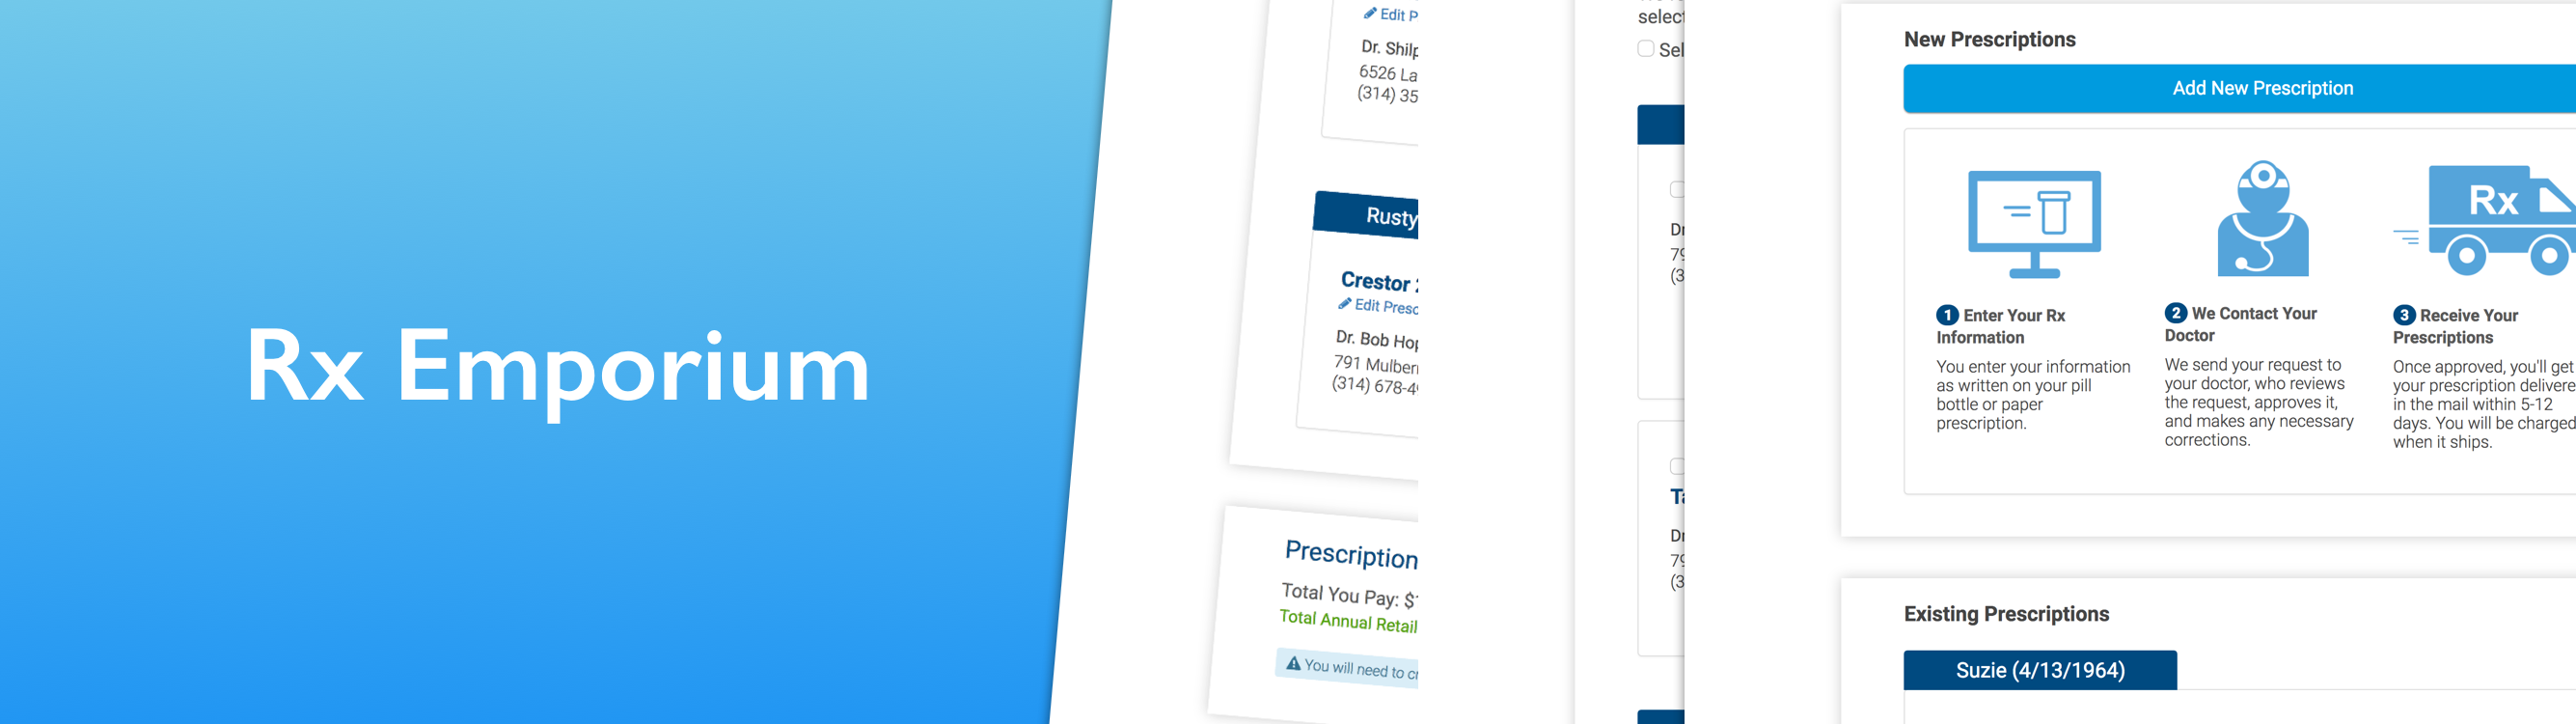 Rx Emporium
Edit P
Dr. Shilp
6526 La
(314) 35
Rusty
Crestor
Edit Presc
Dr. Bob Hop
791 Mulberr
(314) 678-4
Prescription
Total You Pay: $
Total Annual Retail
You will need to cr
select
Sel
Dr
79
(3
Ta
Dr
79
(3
New Prescriptions
Add New Prescription
Rx
1 Enter Your Rx
Information
You enter your information
as written on your pill
bottle or paper
prescription.
2 We Contact Your
Doctor
We send your request to
your doctor, who reviews
the request, approves it,
and makes any necessary
corrections.
3 Receive Your
Prescriptions
Once approved, you'll get
your prescription delivere
in the mail within 5-12
days. You will be charged
when it ships.
Existing Prescriptions
Suzie (4/13/1964)